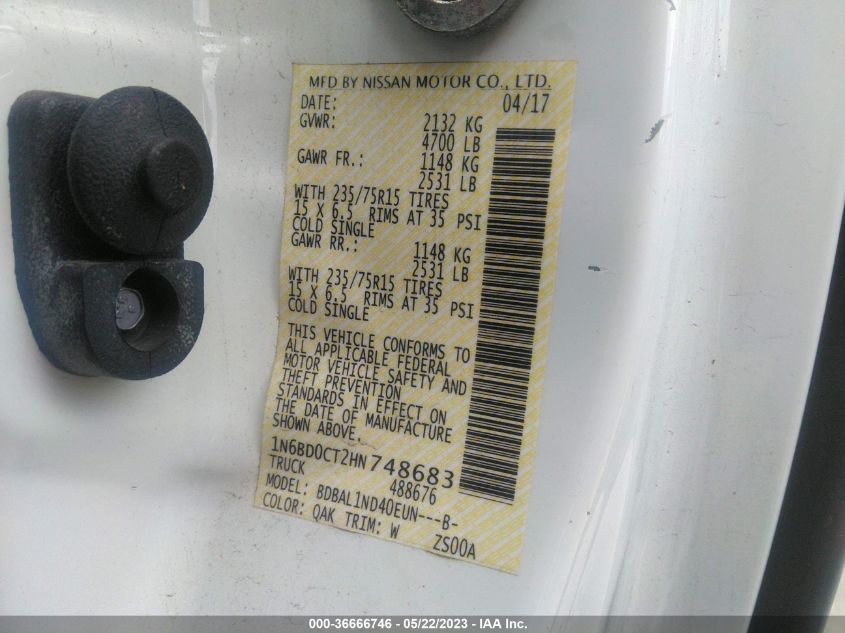 MFD BY NISSAN MOTOR CO., LTD.
DATE: 04/17
GVWR: 2132 KG
4700 LB
GAWR FR.: 1148 KG
2531 LB
WITH 235/75R15 TIRES
15 X 6.5 RIMS AT 35 PSI
COLD SINGLE
GAWR RR.: 1148 KG
2531 LB
WITH 235/75R15 TIRES
15 X 6.5 RIMS AT 35 PSI
COLD SINGLE
THIS VEHICLE CONFORMS TO
ALL APPLICABLE FEDERAL
MOTOR VEHICLE SAFETY AND
THEFT PREVENTION
STANDARDS IN EFFECT ON
THE DATE OF MANUFACTURE
SHOWN ABOVE.
1N6BD0CT2HN748683
TRUCK 488676
MODEL: BDBAL1ND40EUN---B-
COLOR: QAK TRIM: W ZS00A
000-36666746 - 05/22/2023 - IAA Inc.